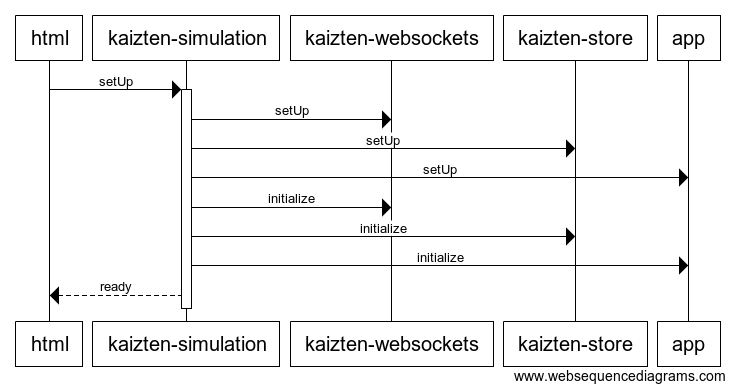 html
kaizten-simulation
kaizten-websockets
kaizten-store
app
setUp
setUp
setUp
setUp
initialize
initialize
initialize
ready
html
kaizten-simulation
kaizten-websockets
kaizten-store
app
www.websequencediagrams.com